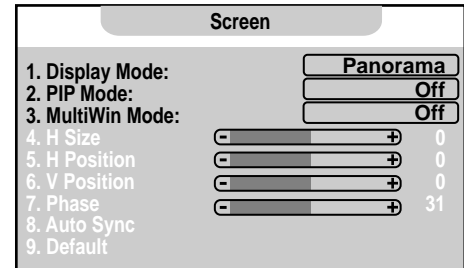 Screen
1. Display Mode: Panorama
2. PIP Mode: Off
3. MultiWin Mode: Off
4. H Size - + 0
5. H Position - + 0
6. V Position - + 0
7. Phase - + 31
8. Auto Sync
9. Default